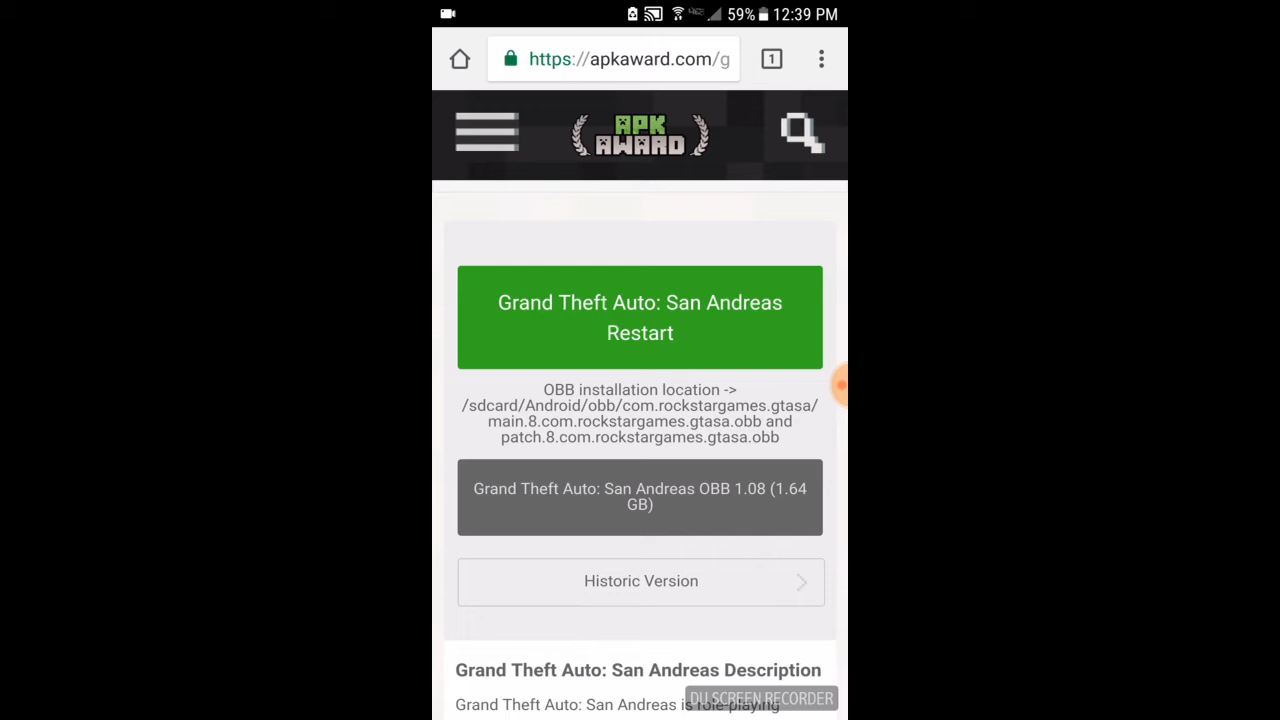 59% 12:39 PM
https://apkaward.com/g
1
APK
AWARD
Grand Theft Auto: San Andreas
Restart
OBB installation location ->
/sdcard/Android/obb/com.rockstargames.gtasa/
main.8.com.rockstargames.gtasa.obb and
patch.8.com.rockstargames.gtasa.obb
Grand Theft Auto: San Andreas OBB 1.08 (1.64
GB)
Historic Version
Grand Theft Auto: San Andreas Description
Grand Theft Auto: San Andreas is role-playing
DU SCREEN RECORDER